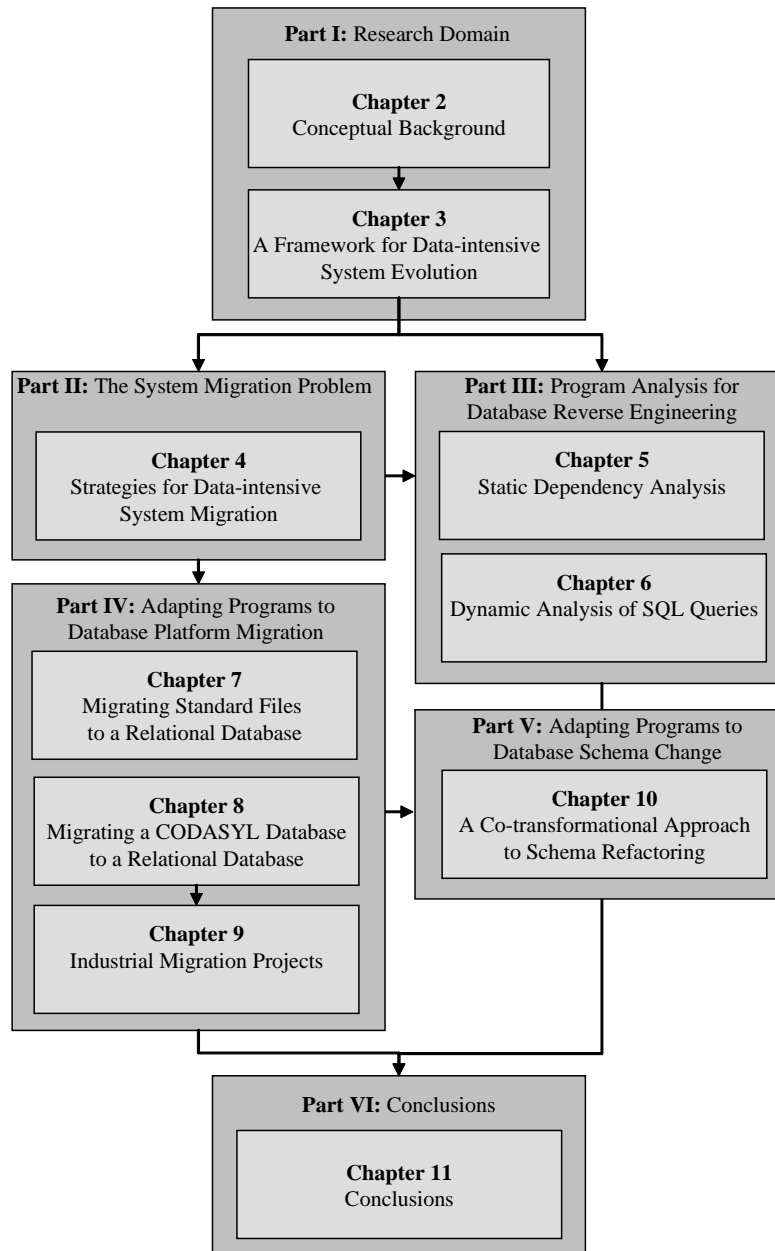 Part I: Research Domain
Chapter 2
Conceptual Background
Chapter 3
A Framework for Data-intensive
System Evolution
Part II: The System Migration Problem
Chapter 4
Strategies for Data-intensive
System Migration
Part III: Program Analysis for
Database Reverse Engineering
Chapter 5
Static Dependency Analysis
Chapter 6
Dynamic Analysis of SQL Queries
Part IV: Adapting Programs to
Database Platform Migration
Chapter 7
Migrating Standard Files
to a Relational Database
Chapter 8
Migrating a CODASYL Database
to a Relational Database
Chapter 9
Industrial Migration Projects
Part V: Adapting Programs to
Database Schema Change
Chapter 10
A Co-transformational Approach
to Schema Refactoring
Part VI: Conclusions
Chapter 11
Conclusions